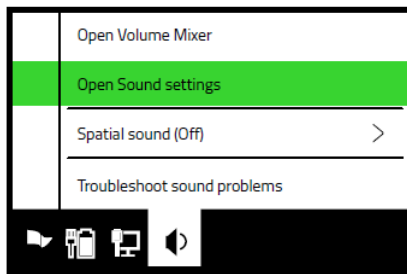 Open Volume Mixer
Open Sound settings
Spatial sound (Off)
Troubleshoot sound problems